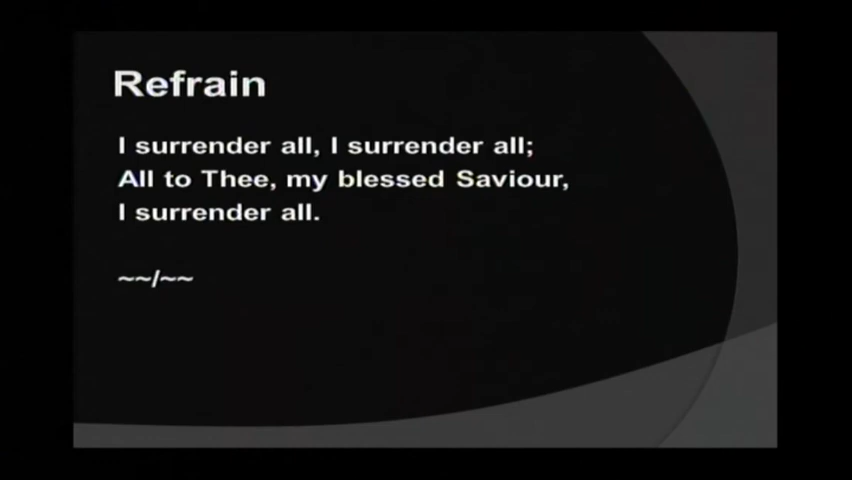 Refrain
I surrender all, I surrender all;
All to Thee, my blessed Saviour,
I surrender all.
~~/~~